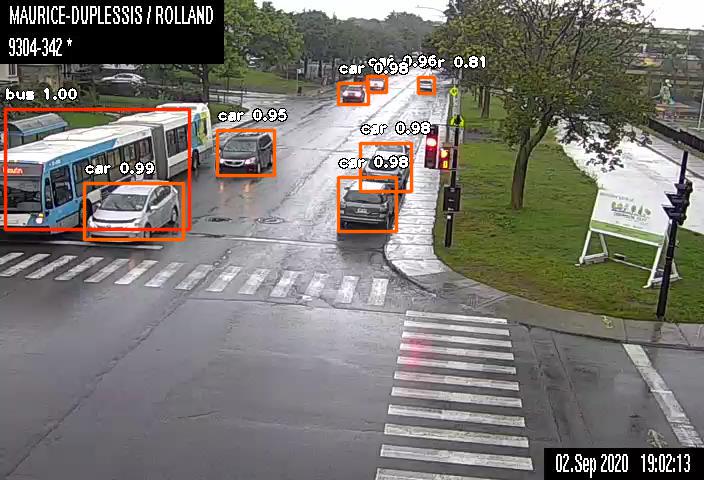 MAURICE-DUPLESSIS / ROLLAND
9304-342 *
car 0.96
r 0.81
car 0.98
bus 1.00
car 0.95
car 0.98
car 0.98
car 0.99
02.Sep 2020 19:02:13